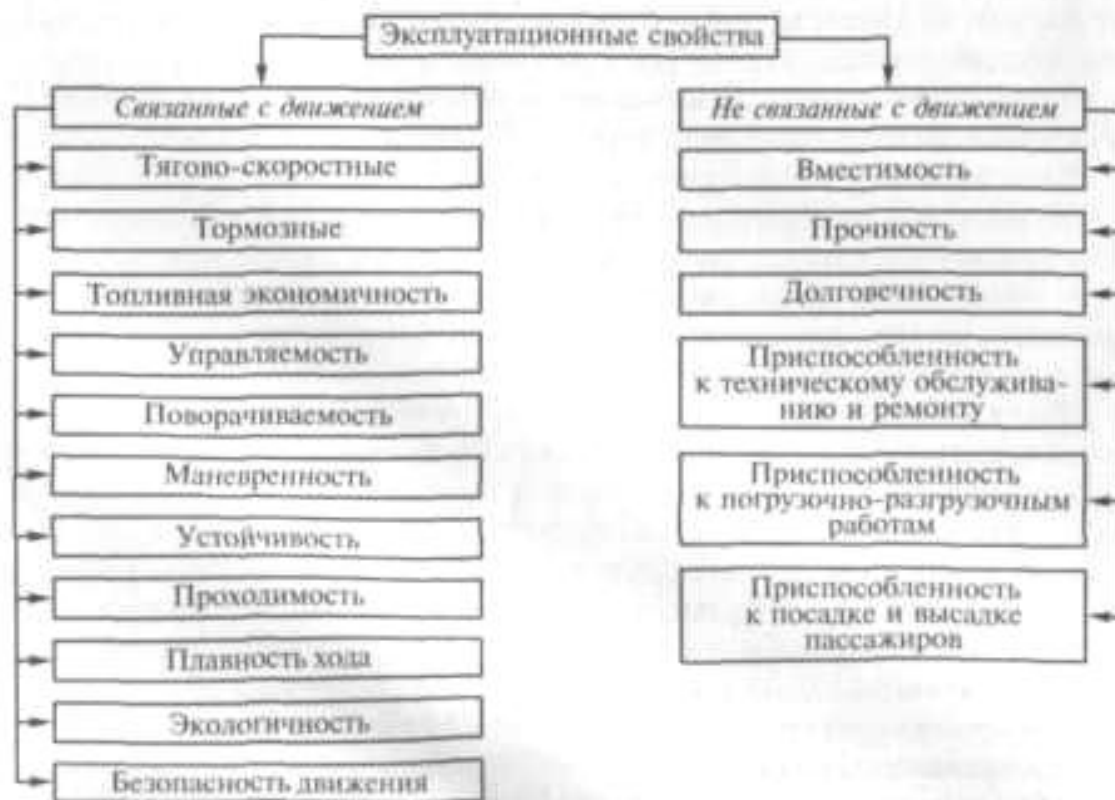 Эксплуатационные свойства
Связанные с движением
Тягово-скоростные
Тормозные
Топливная экономичность
Управляемость
Поворачиваемость
Маневренность
Устойчивость
Проходимость
Плавность хода
Экологичность
Безопасность движения
Не связанные с движением
Вместимость
Прочность
Долговечность
Приспособленность
к техническому обслужива-
нию и ремонту
Приспособленность
к погрузочно-разгрузочным
работам
Приспособленность
к посадке и высадке
пассажиров